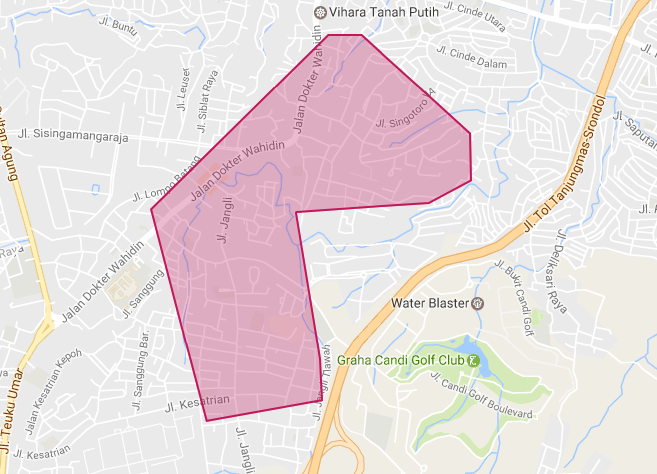 Vihara Tanah Putih
Jl. Cinde Utara
Jl. Buntu
Jl. Cinde Dalam
Jl. Leuser
Jl. Siblat Raya
Jalan Dokter Wahidin
Jl. Singotoro
Jl. Sisingamangaraja
Jl. Saputan
Sultan Agung
Jl. Tol Tanjungmas-Srondol
Jl. Lompo Batang
Jalan Dokter Wahidin
Jl. Jangli
Raya
Jalan Dokter Wahidin
Jl. Sanggung
Jl. Deliksari Raya
Jl. Bukit Candi Golf
Water Blaster
Jl. Sanggung Bar.
Jalan Kesatrian Kepoh
Graha Candi Golf Club
Jl. Candi Golf Boulevard
Jl. Teuku Umar
Jl. Kesatrian
Jl. Kesatrian
Jl. Jangli